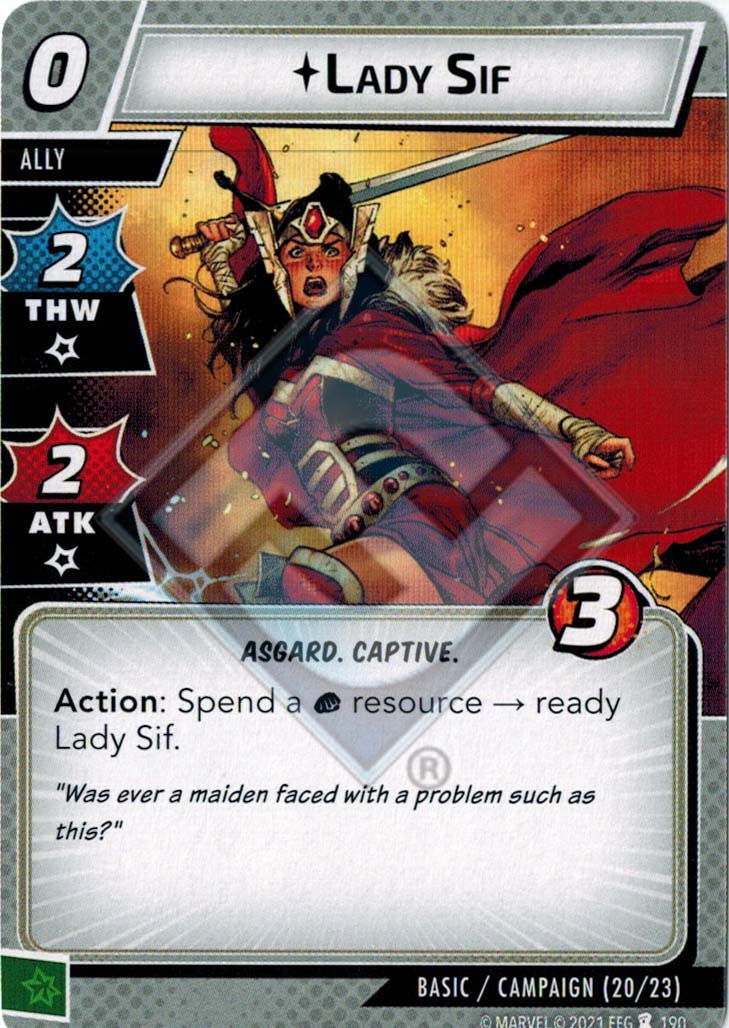 0
LADY SIF
ALLY
2
THW
2
ATK
3
ASGARD. CAPTIVE.
Action: Spend a resource → ready
Lady Sif.
"Was ever a maiden faced with a problem such as
this?"
®
BASIC / CAMPAIGN (20/23)
© MARVEL © 2021 FFG 190